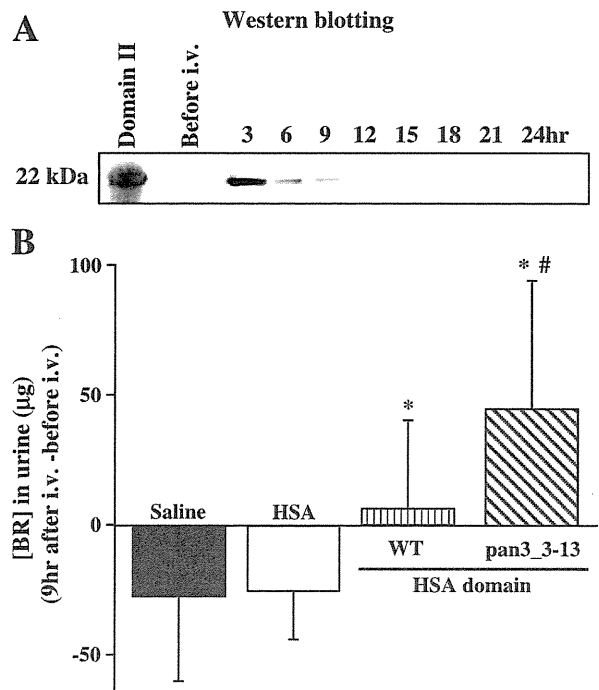 A
Western blotting
Domain II
Before i.v.
3 6 9 12 15 18 21 24hr
22 kDa
B
[BR] in urine (µg)
(9hr after i.v. -before i.v.)
100
50
0
-50
Saline
HSA
*
* #
WT
pan3_3-13
HSA domain